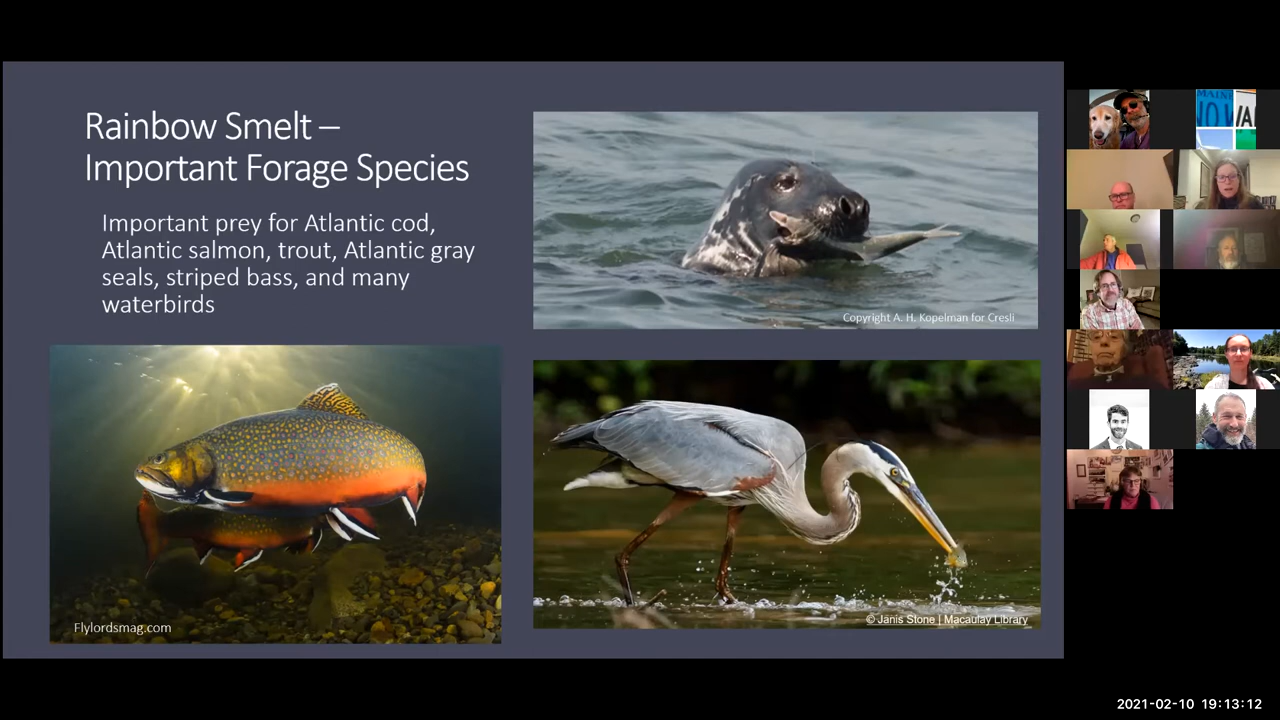 Rainbow Smelt –
Important Forage Species
Important prey for Atlantic cod,
Atlantic salmon, trout, Atlantic gray
seals, striped bass, and many
waterbirds
Copyright A. H. Kopelman for Cresli
Flylordsmag.com
© Janis Stone | Macaulay Library
MAINE
2021-02-10 19:13:12